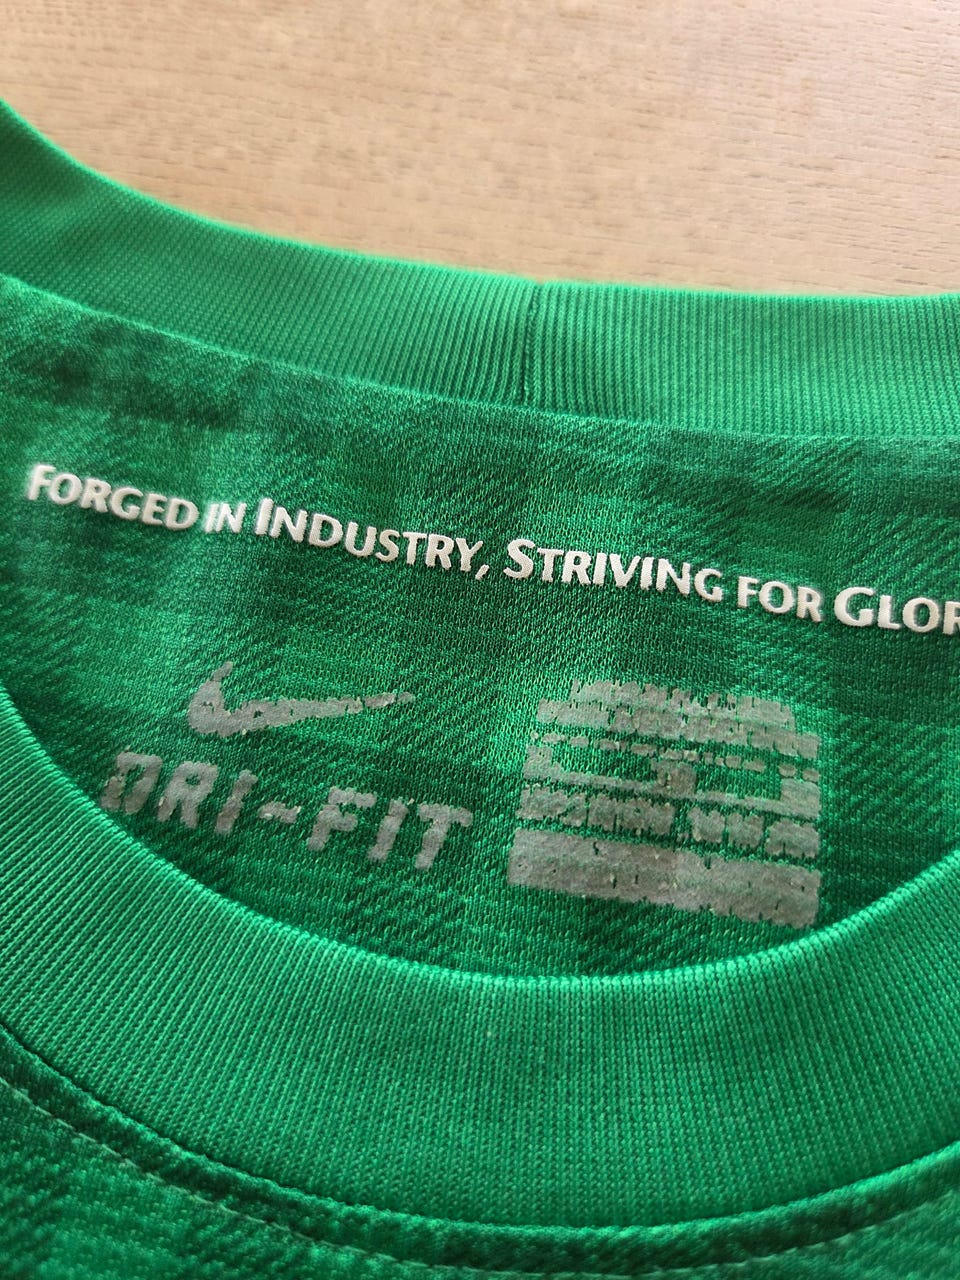 FORGED IN INDUSTRY, STRIVING FOR GLOR
DRI-FIT